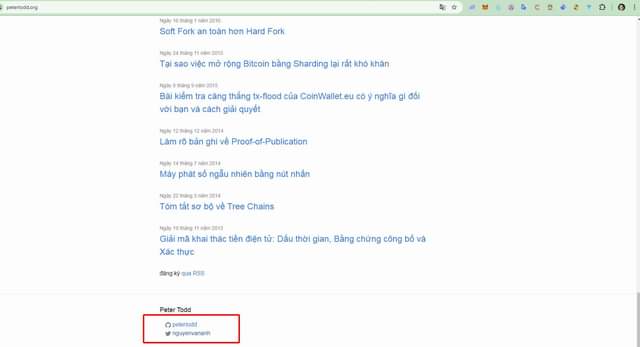 petertodd.org
Ngày 16 tháng 1 năm 2016
Soft Fork an toàn hơn Hard Fork
Ngày 24 tháng 11 năm 2015
Tại sao việc mở rộng Bitcoin bằng Sharding lại rất khó khăn
năm 2015
Bài kiểm tra căng thẳng tx-flood của CoinWallet.eu có ý nghĩa gì đối
với bạn và cách giải quyết
Ngày 12 tháng 12 năm 2014
Làm rõ bản ghi về Proof-of-Publication
Ngày 14 tháng 7 năm 2014
Máy phát số ngẫu nhiên bằng nút nhấn
Ngày 22 tháng 3 năm 2014
Tóm tắt sơ bộ về Tree Chains
Ngày 19 tháng 11 năm 2013
Giải mã khai thác tiền điện tử: Dấu thời gian, Bằng chứng công bố và
Xác thực
đăng ký qua RSS
Peter Todd
petertodd
nguyenvananh